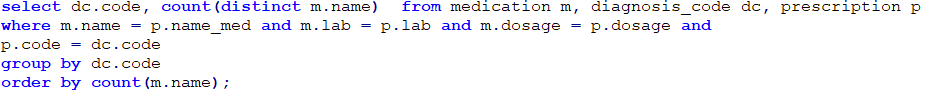 select dc.code, count(distinct m.name)  from medication m, diagnosis_code dc, prescription p
where m.name = p.name_med and m.lab = p.lab and m.dosage = p.dosage and
p.code = dc.code
group by dc.code
order by count(m.name);